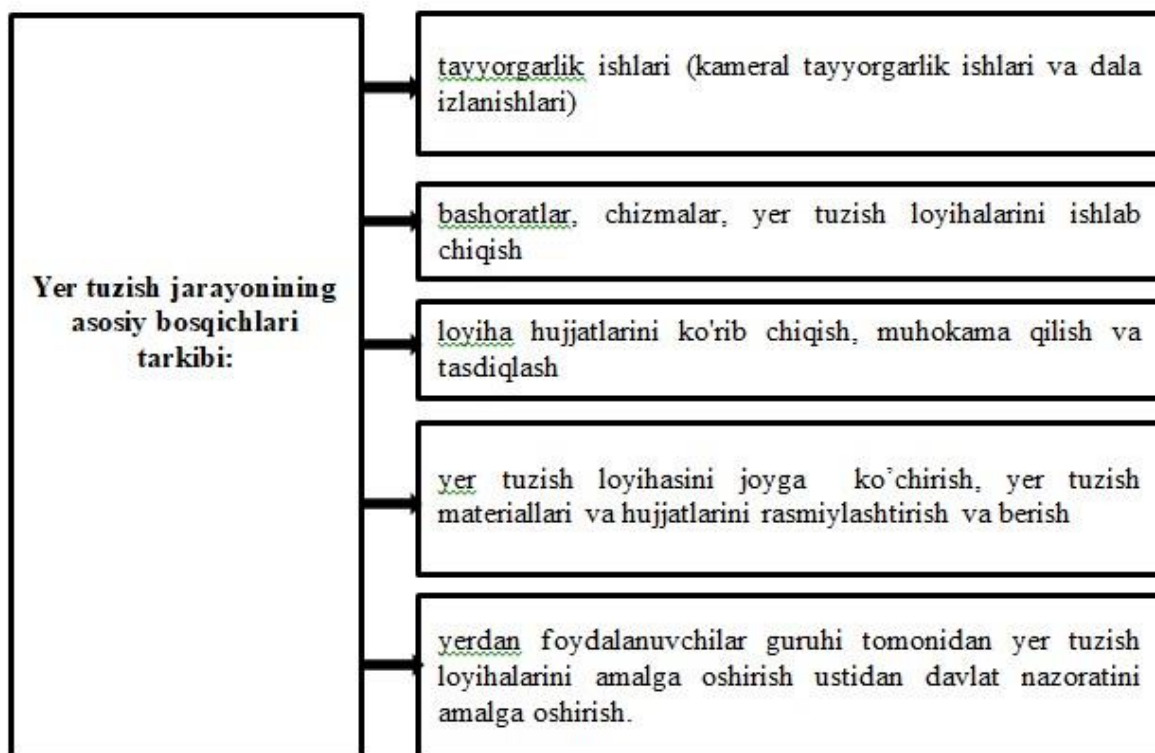 Yer tuzish jarayonining
asosiy bosqichlari
tarkibi:
tayyorgarlik ishlari (kameral tayyorgarlik ishlari va dala
izlanishlari)
bashoratlar, chizmalar, yer tuzish loyihalarini ishlab
chiqish
loyiha hujjatlarini ko'rib chiqish, muhokama qilish va
tasdiqlash
yer tuzish loyihasini joyga ko’chirish, yer tuzish
materiallari va hujjatlarini rasmiylashtirish va berish
yerdan foydalanuvchilar guruhi tomonidan yer tuzish
loyihalarini amalga oshirish ustidan davlat nazoratini
amalga oshirish.